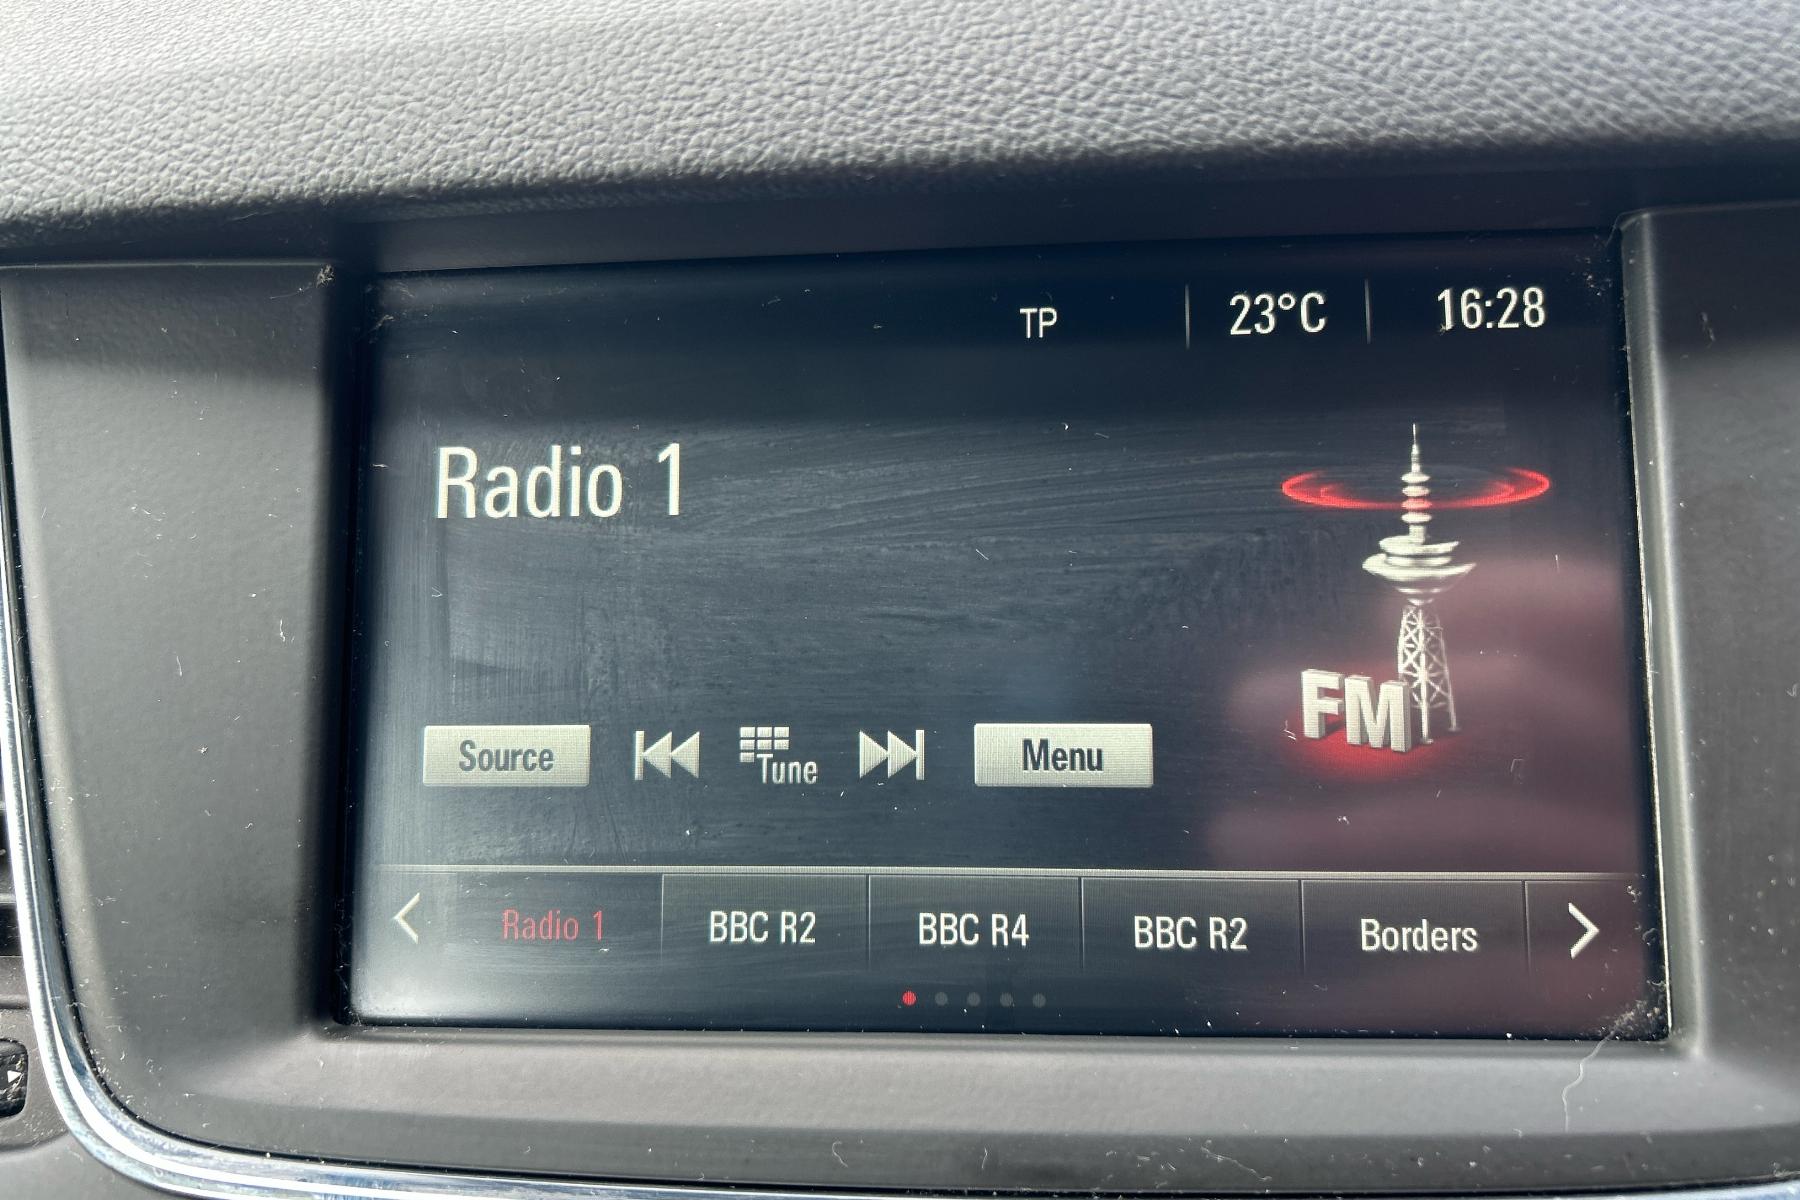 TP 23°C 16:28
Radio 1
FM
Source Tune Menu
Radio 1 BBC R2 BBC R4 BBC R2 Borders